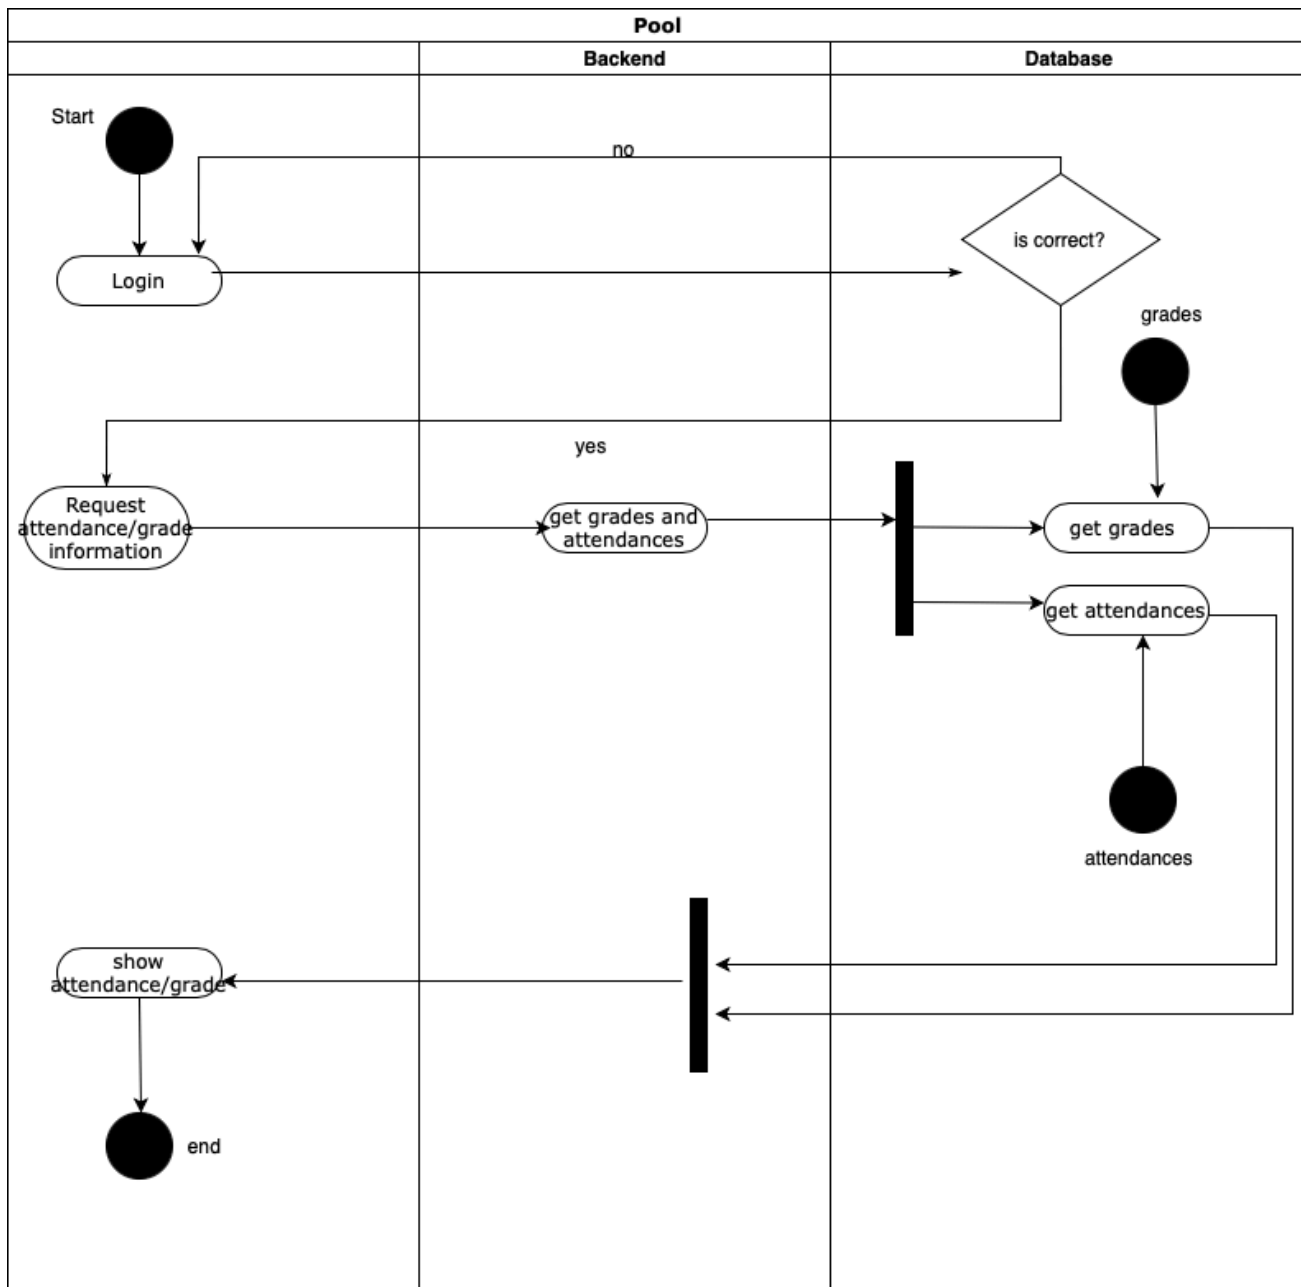 Pool
Backend
Database
Start
no
is correct?
Login
grades
yes
Request
attendance/grade
information
get grades and
attendances
get grades
get attendances
attendances
show
attendance/grade
end